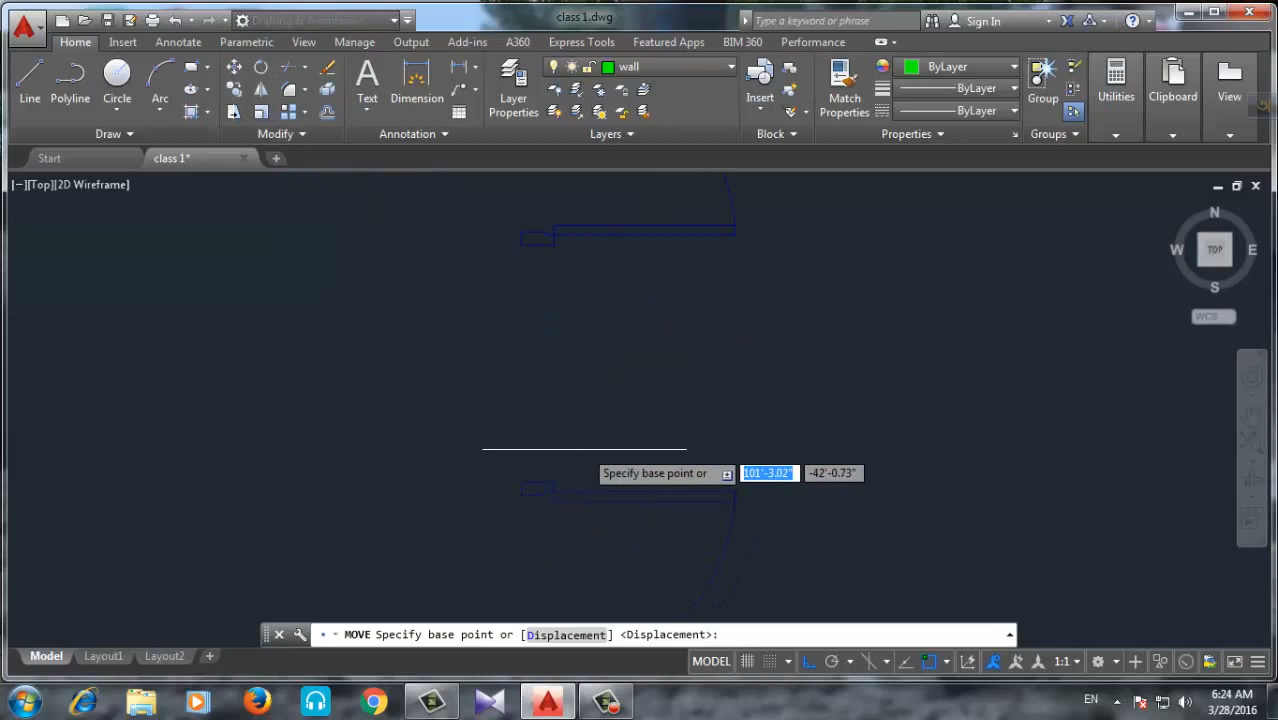 Drafting & Annotation
class 1.dwg
Type a keyword or phrase
Sign In
Home Insert Annotate Parametric View Manage Output Add-ins A360 Express Tools Featured Apps BIM 360 Performance
Line Polyline Circle Arc
Text Dimension
Layer Properties
wall
Insert
Match Properties
ByLayer
ByLayer
ByLayer
Group
Utilities
Clipboard
View
Draw Modify Annotation Layers Block Properties Groups
Start class 1*
[−][Top][2D Wireframe]
N
W TOP E
S
WCS
Specify base point or 101'-3.02" -42'-0.73"
MOVE Specify base point or [Displacement] <Displacement>:
Model Layout1 Layout2 +
MODEL 1:1
EN 6:24 AM
3/28/2016